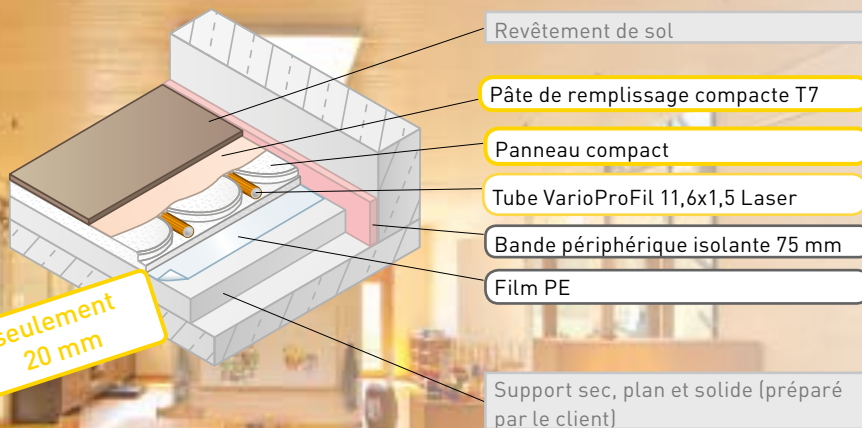 Revêtement de sol
Pâte de remplissage compacte T7
Panneau compact
Tube VarioProFil 11,6x1,5 Laser
Bande périphérique isolante 75 mm
Film PE
seulement
20 mm
Support sec, plan et solide (préparé
par le client)